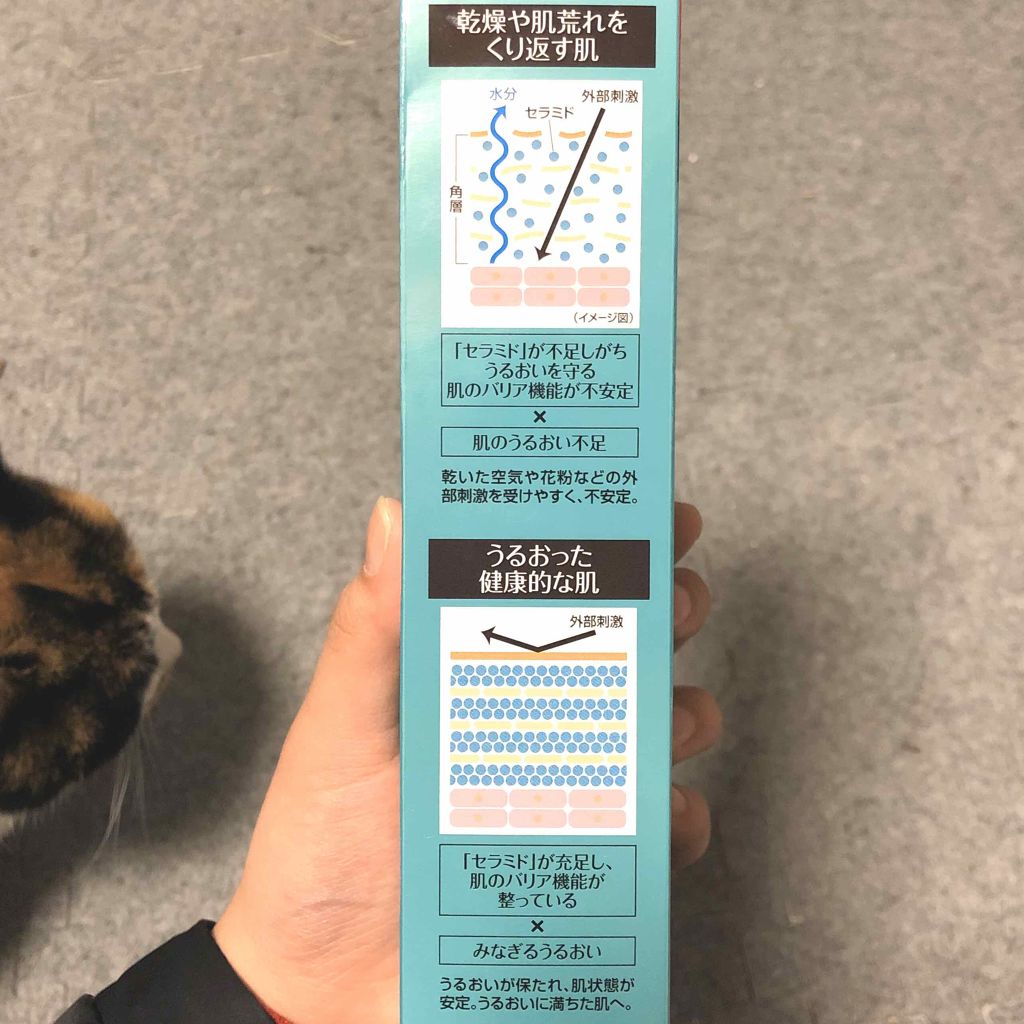 乾燥や肌荒れを
くり返す肌
水分
外部刺激
セラミド
角層
(イメージ図)
「セラミド」が不足しがち
うるおいを守る
肌のバリア機能が不安定
×
肌のうるおい不足
乾いた空気や花粉などの外
部刺激を受けやすく、不安定。
うるおった
健康的な肌
外部刺激
「セラミド」が充足し、
肌のバリア機能が
整っている
×
みなぎるうるおい
うるおいが保たれ、肌状態が
安定。うるおいに満ちた肌へ。